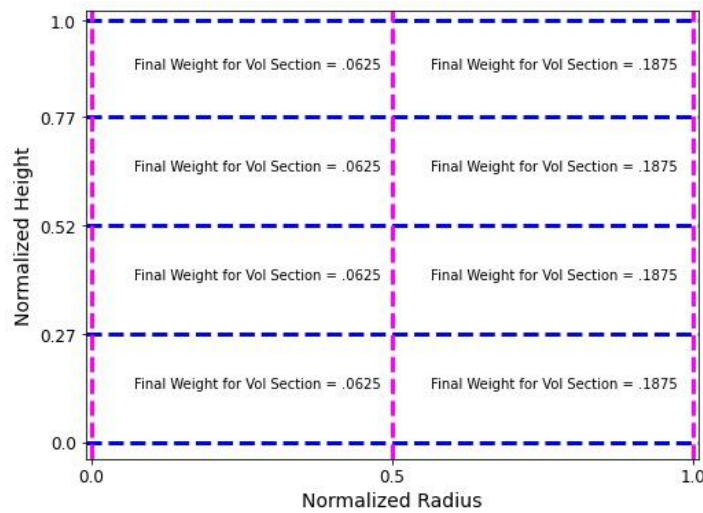 1.0
Final Weight for Vol Section = .0625 Final Weight for Vol Section = .1875
0.77
Final Weight for Vol Section = .0625 Final Weight for Vol Section = .1875
0.52
Final Weight for Vol Section = .0625 Final Weight for Vol Section = .1875
0.27
Final Weight for Vol Section = .0625 Final Weight for Vol Section = .1875
0.0
Normalized Height
0.0 0.5 1.0
Normalized Radius